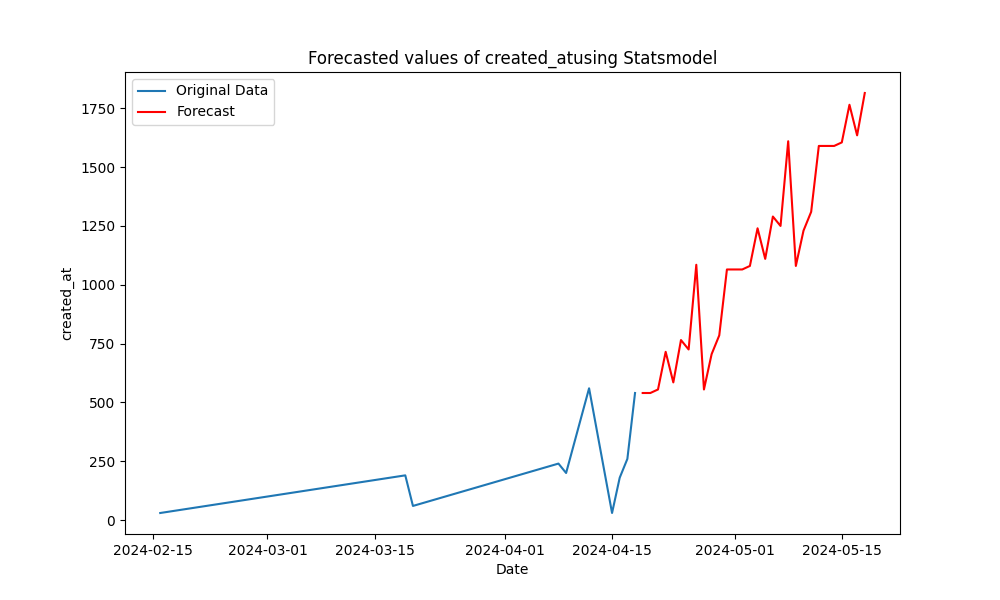 Forecasted values of created_atusing Statsmodel
Original Data
Forecast
created_at
1750
1500
1250
1000
750
500
250
0
2024-02-15 2024-03-01 2024-03-15 2024-04-01 2024-04-15 2024-05-01 2024-05-15
Date